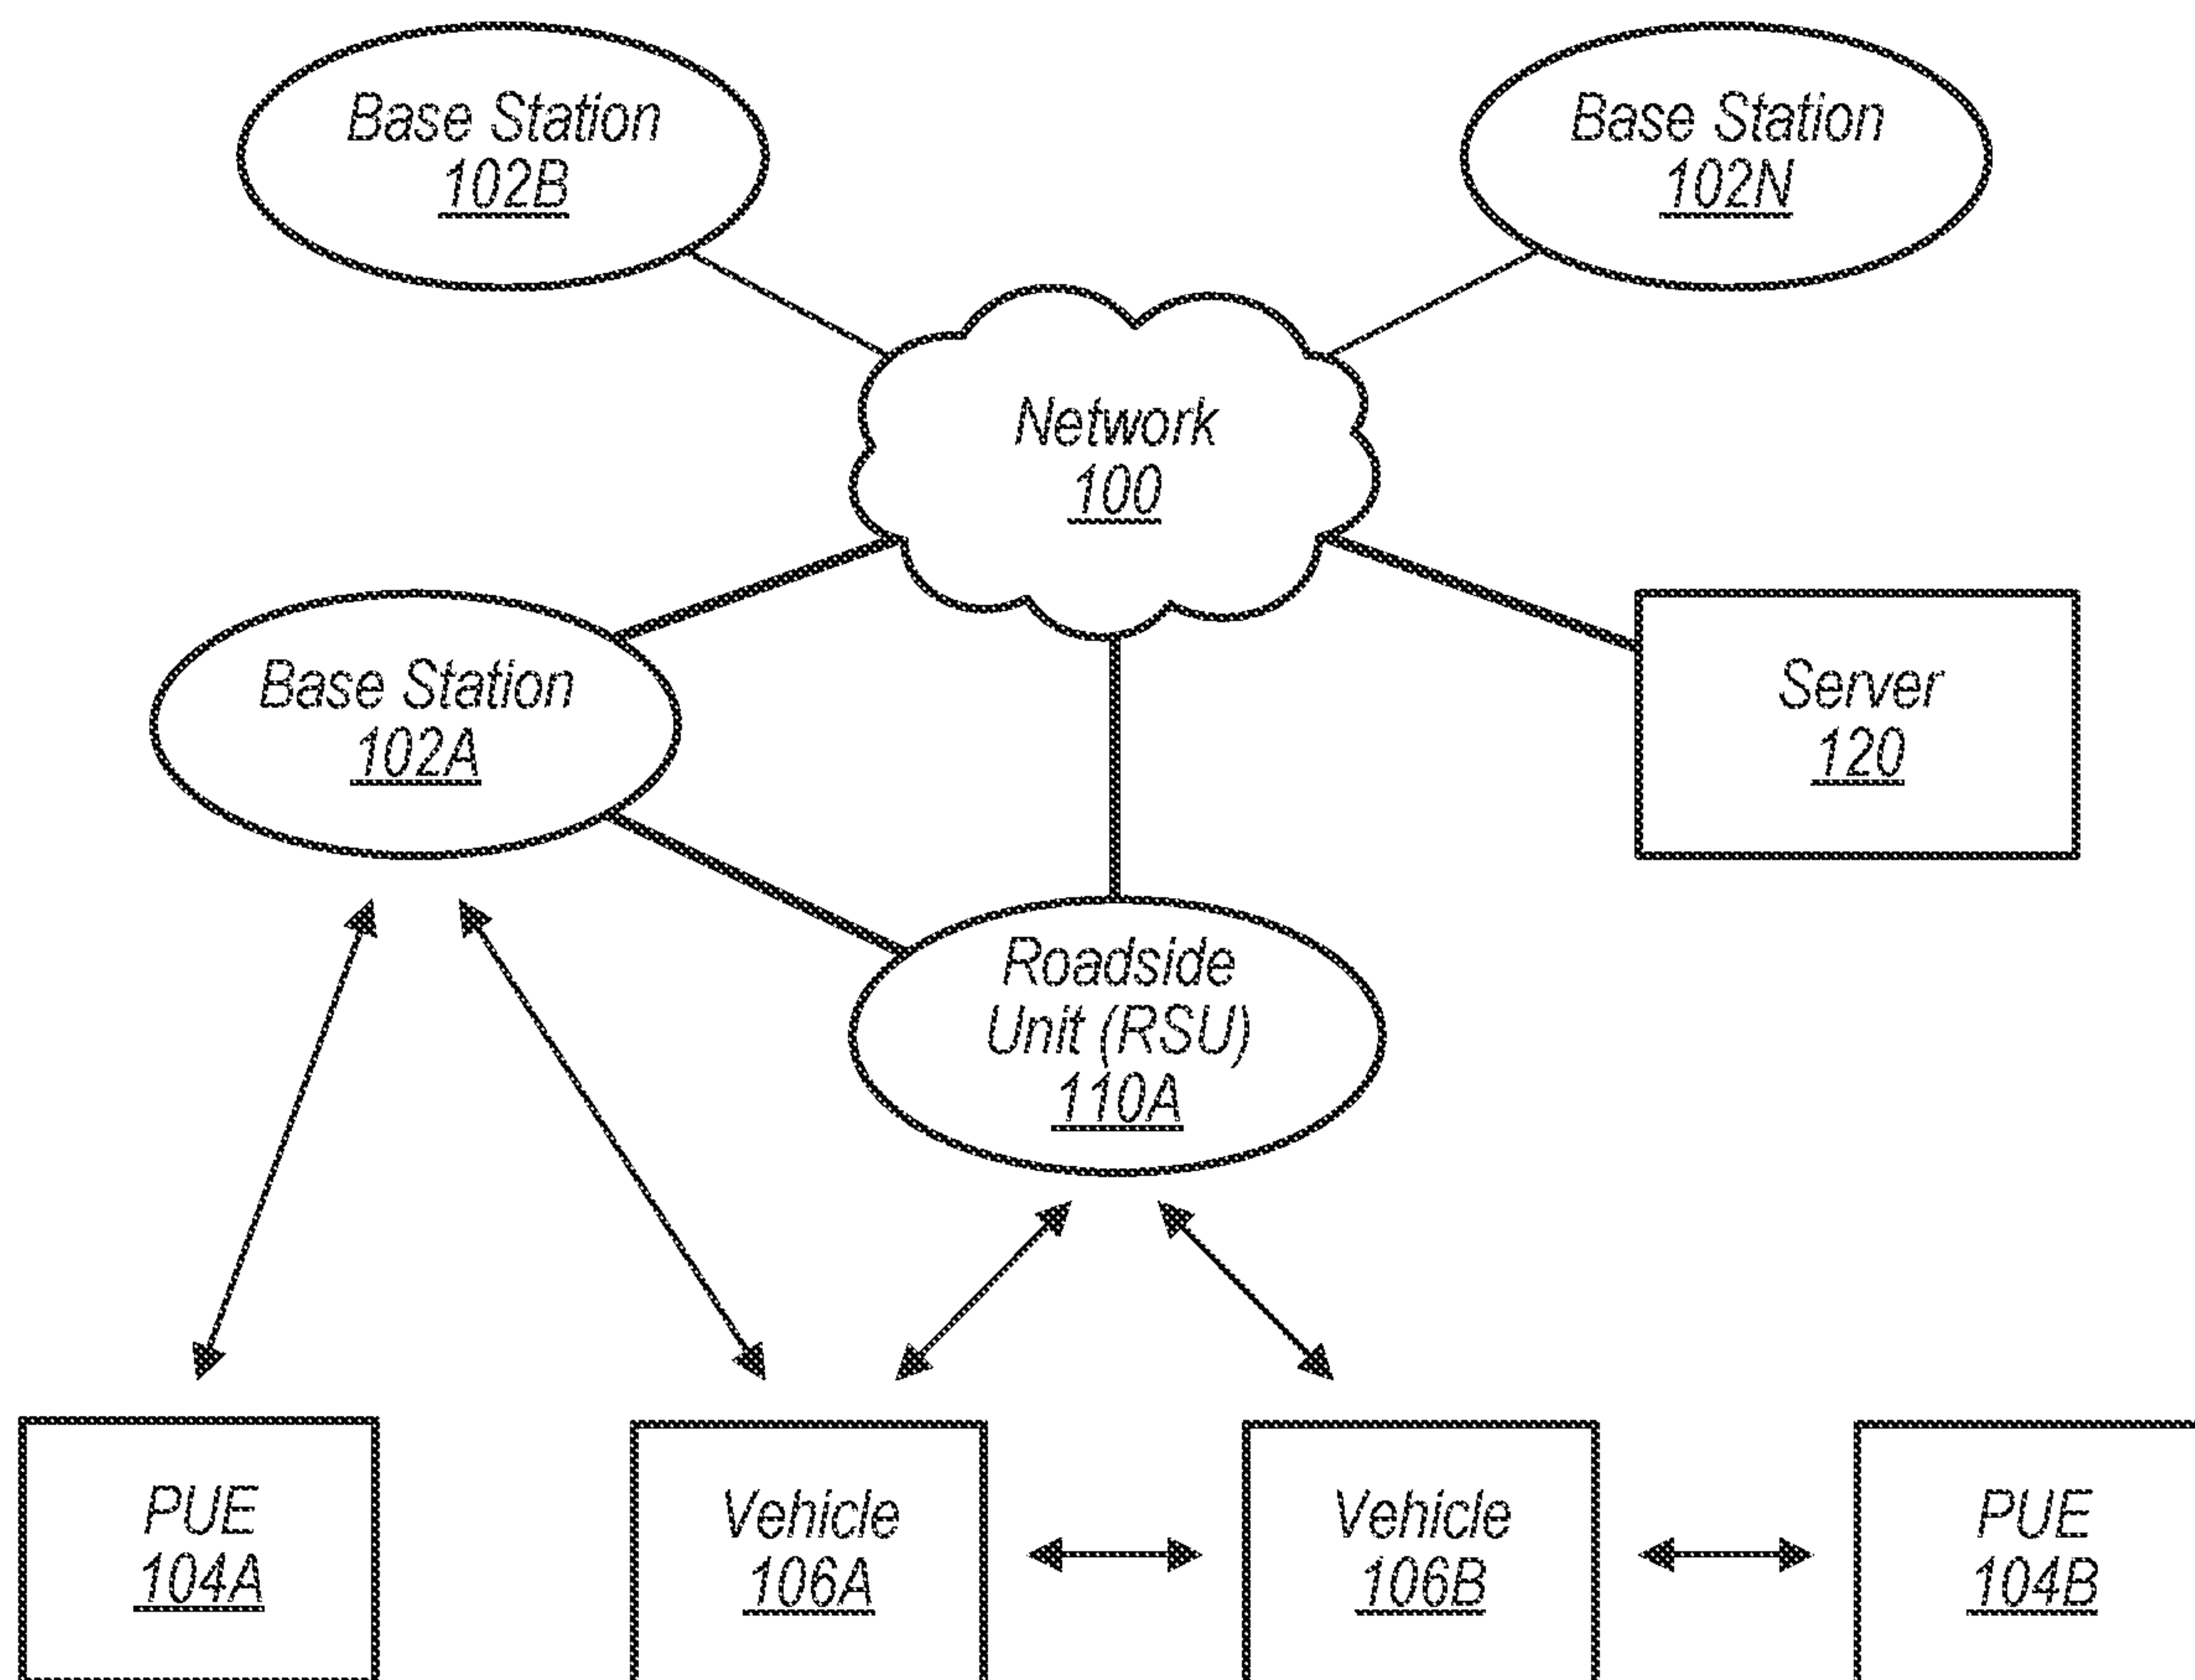 Base Station
102B
Base Station
102N
Network
100
Base Station
102A
Server
120
Roadside
Unit (RSU)
110A
PUE
104A
Vehicle
106A
Vehicle
106B
PUE
104B